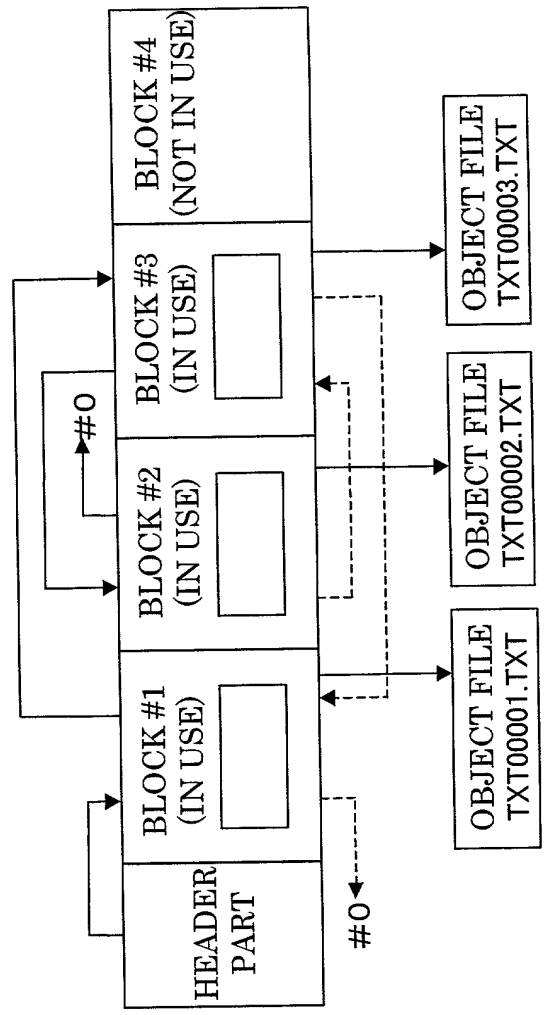 #0
HEADER
PART
BLOCK #1
(IN USE)
BLOCK #2
(IN USE)
BLOCK #3
(IN USE)
BLOCK #4
(NOT IN USE)
#0
OBJECT FILE
TXT00001.TXT
OBJECT FILE
TXT00002.TXT
OBJECT FILE
TXT00003.TXT